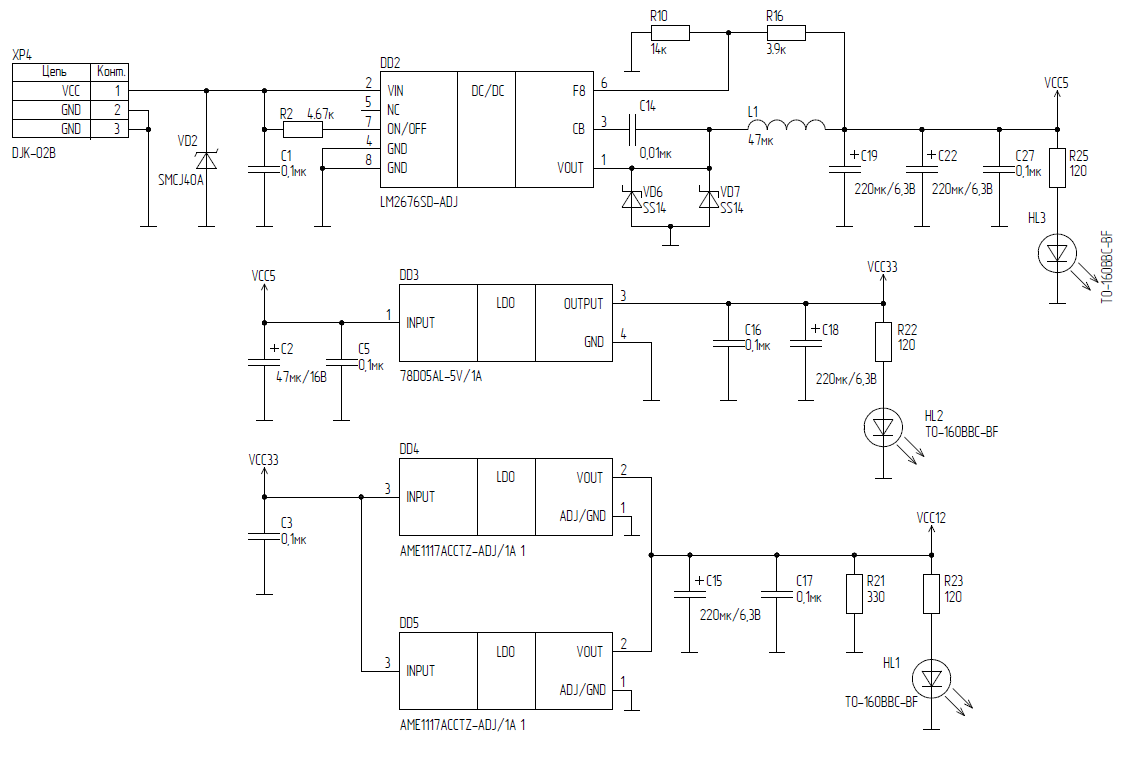 XP4
Цепь Конт.
VCC 1
GND 2
GND 3
DJK-02B
VD2
SMCJ40A
R2 4.67к
C1
0,1мк
DD2
2 VIN
5 NC
7 ON/OFF
4 GND
8 GND
DC/DC
F8 6
CB 3
VOUT 1
LM2676SD-ADJ
R10
14к
R16
3.9к
C14
0,01мк
L1
47мк
VD6
SS14
VD7
SS14
+ C19
220мк/6,3В
+ C22
220мк/6,3В
C27
0,1мк
VCC5
R25
120
HL3
TO-160BBC-BF
VCC5
+ C2
47мк/16В
C5
0,1мк
DD3
1 INPUT
LDO
OUTPUT 3
GND 4
78D05AL-5V/1A
C16
0,1мк
+ C18
220мк/6,3В
VCC33
R22
120
HL2
TO-160BBC-BF
VCC33
C3
0,1мк
DD4
3 INPUT
LDO
VOUT 2
ADJ/GND 1
AME1117ACCTZ-ADJ/1A 1
DD5
3 INPUT
LDO
VOUT 2
ADJ/GND 1
AME1117ACCTZ-ADJ/1A 1
+ C15
220мк/6,3В
C17
0,1мк
R21
330
VCC12
R23
120
HL1
TO-160BBC-BF